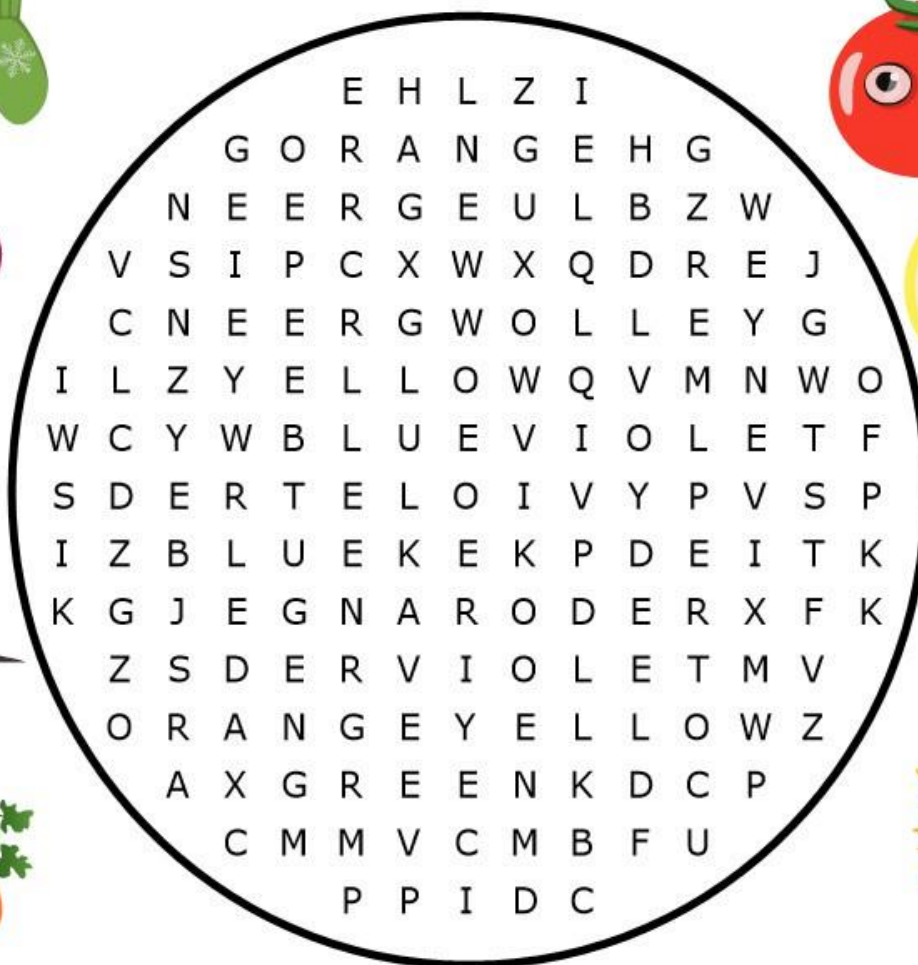 E H L Z I
G O R A N G E H G
N E E R G E U L B Z W
V S I P C X W X Q D R E J
C N E E R G W O L L E Y G
I L Z Y E L L O W Q V M N W O
W C Y W B L U E V I O L E T F
S D E R T E L O I V Y P V S P
I Z B L U E K E K P D E I T K
K G J E G N A R O D E R X F K
Z S D E R V I O L E T M V
O R A N G E Y E L L O W Z
A X G R E E N K D C P
C M M V C M B F U
P P I D C